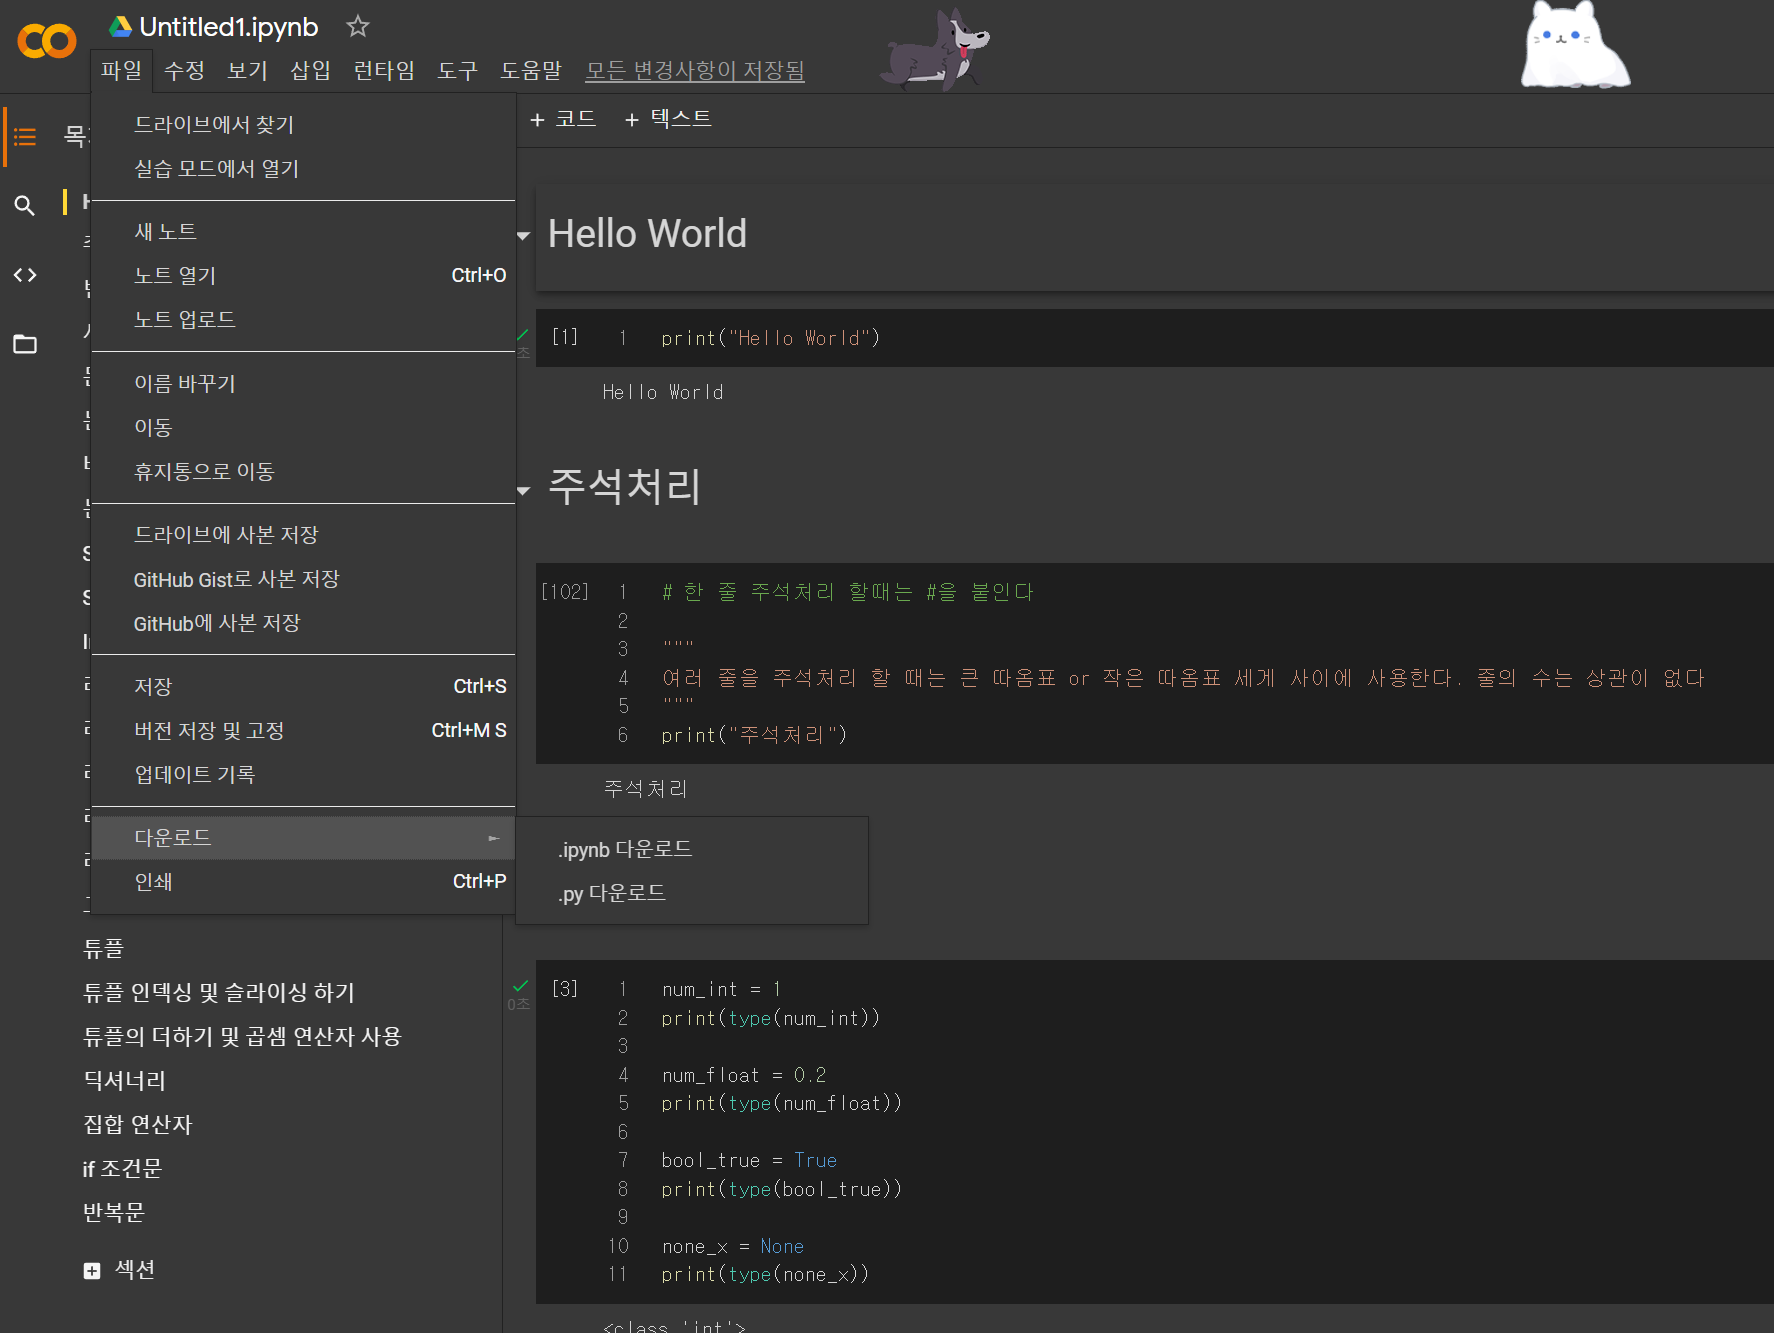 Untitled1.ipynb
파일 수정 보기 삽입 런타임 도구 도움말 모든 변경사항이 저장됨
드라이브에서 찾기
실습 모드에서 열기
새 노트
노트 열기 Ctrl+O
노트 업로드
이름 바꾸기
이동
휴지통으로 이동
드라이브에 사본 저장
GitHub Gist로 사본 저장
GitHub에 사본 저장
저장 Ctrl+S
버전 저장 및 고정 Ctrl+M S
업데이트 기록
다운로드 ►
인쇄 Ctrl+P
.ipynb 다운로드
.py 다운로드
튜플
튜플 인덱싱 및 슬라이싱 하기
튜플의 더하기 및 곱셈 연산자 사용
딕셔너리
집합 연산자
if 조건문
반복문
섹션
+ 코드 + 텍스트
Hello World
[1] 1 print("Hello World")
Hello World
주석처리
[102] 1 # 한 줄 주석처리 할때는 #을 붙인다
2
3 """
4 여러 줄을 주석처리 할 때는 큰 따옴표 or 작은 따옴표 세게 사이에 사용한다. 줄의 수는 상관이 없다
5 """
6 print("주석처리")
주석처리
0초
[3] 1 num_int = 1
2 print(type(num_int))
3
4 num_float = 0.2
5 print(type(num_float))
6
7 bool_true = True
8 print(type(bool_true))
9
10 none_x = None
11 print(type(none_x))
<class 'int'>